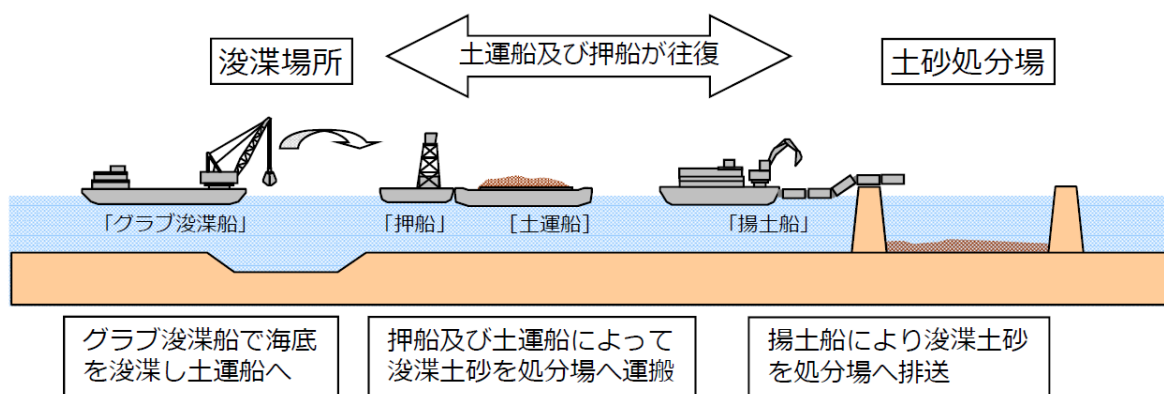 浚渫場所
土運船及び押船が往復
土砂処分場
「グラブ浚渫船」
「押船」
[土運船]
「揚土船」
グラブ浚渫船で海底
を浚渫し土運船へ
押船及び土運船によって
浚渫土砂を処分場へ運搬
揚土船により浚渫土砂
を処分場へ排送